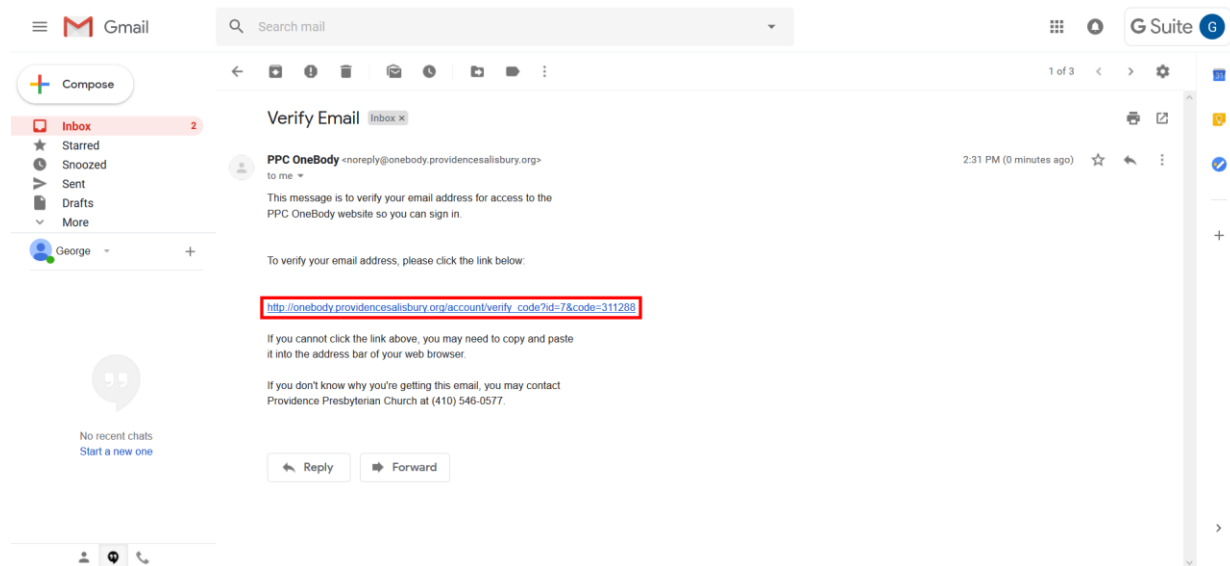 Gmail
Search mail
G Suite G
Compose
1 of 3
31
Inbox 2
Starred
Snoozed
Sent
Drafts
More
George
No recent chats
Start a new one
Verify Email Inbox ×
PPC OneBody <noreply@onebody.providencesalisbury.org> 2:31 PM (0 minutes ago)
to me
This message is to verify your email address for access to the
PPC OneBody website so you can sign in.
To verify your email address, please click the link below:
http://onebody.providencesalisbury.org/account/verify_code?id=7&code=311288
If you cannot click the link above, you may need to copy and paste
it into the address bar of your web browser.
If you don't know why you're getting this email, you may contact
Providence Presbyterian Church at (410) 546-0577.
Reply Forward